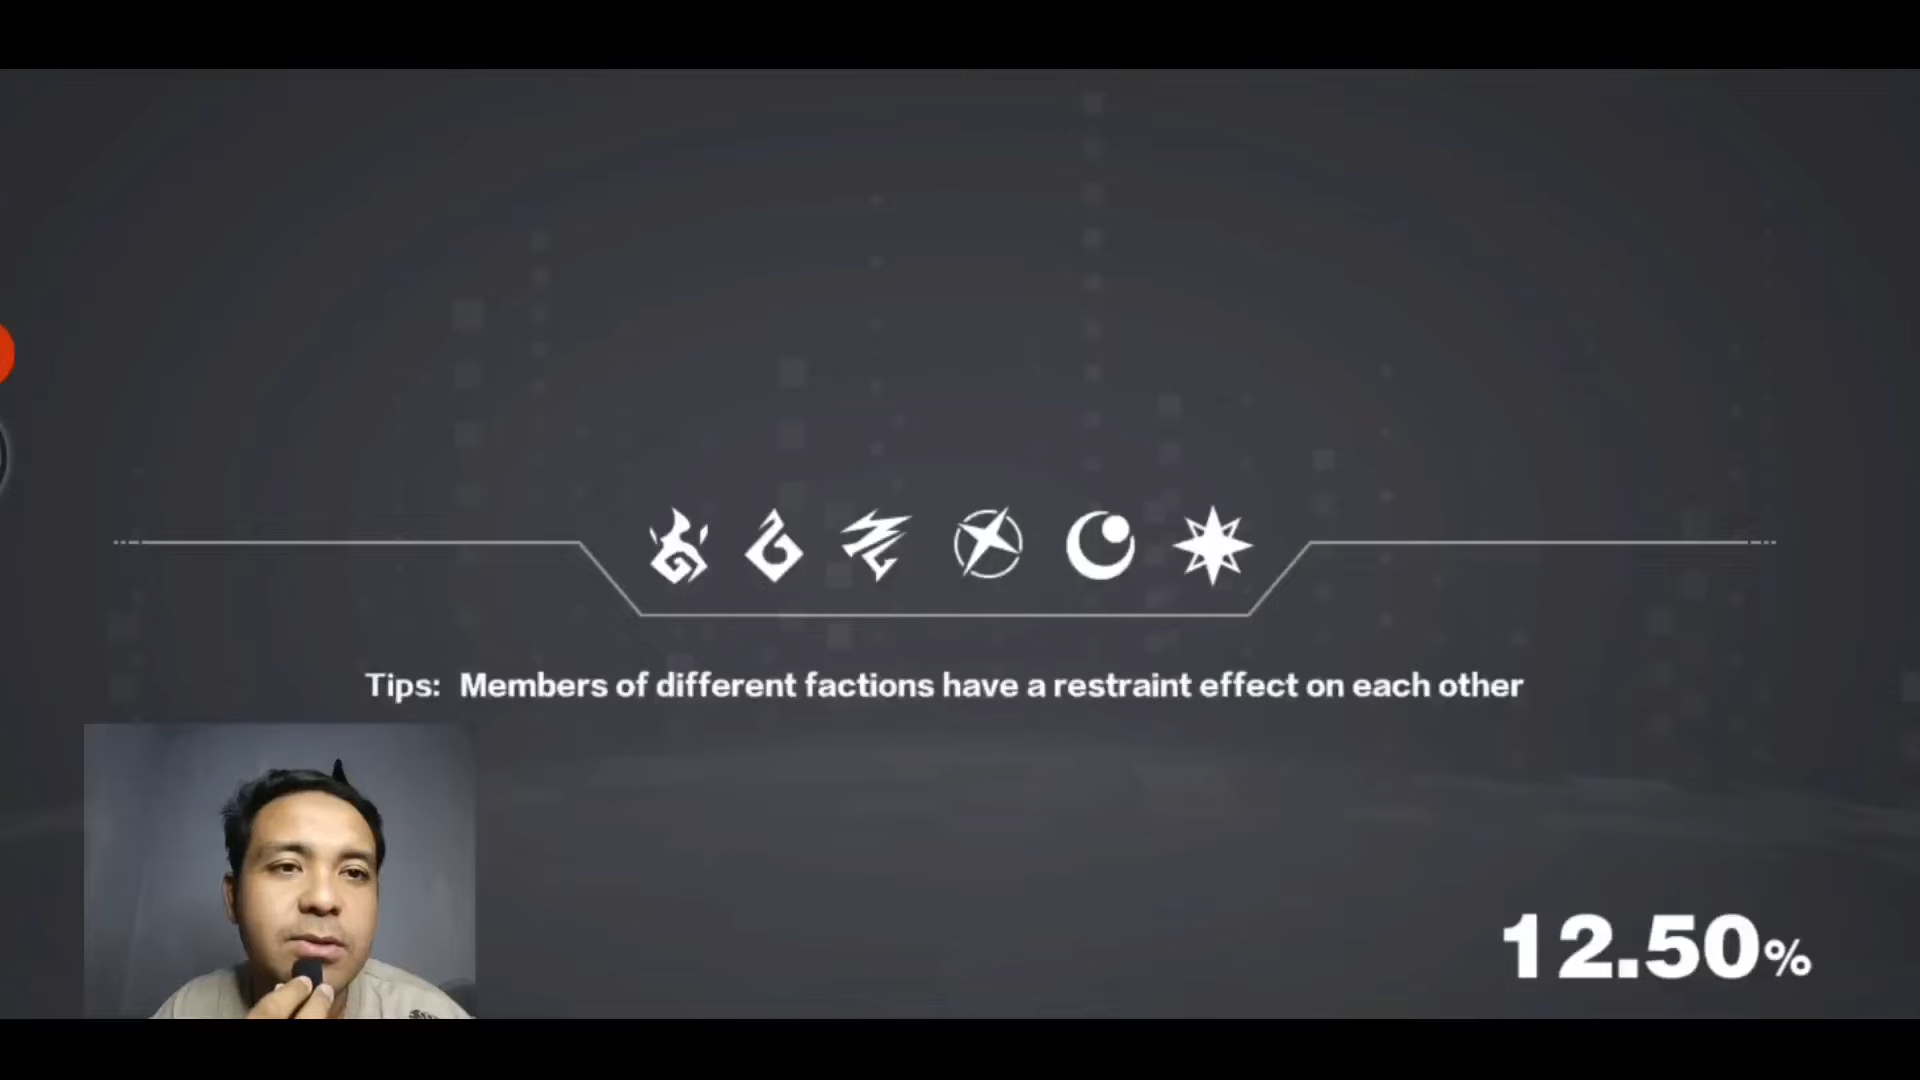 Tips: Members of different factions have a restraint effect on each other
12.50%